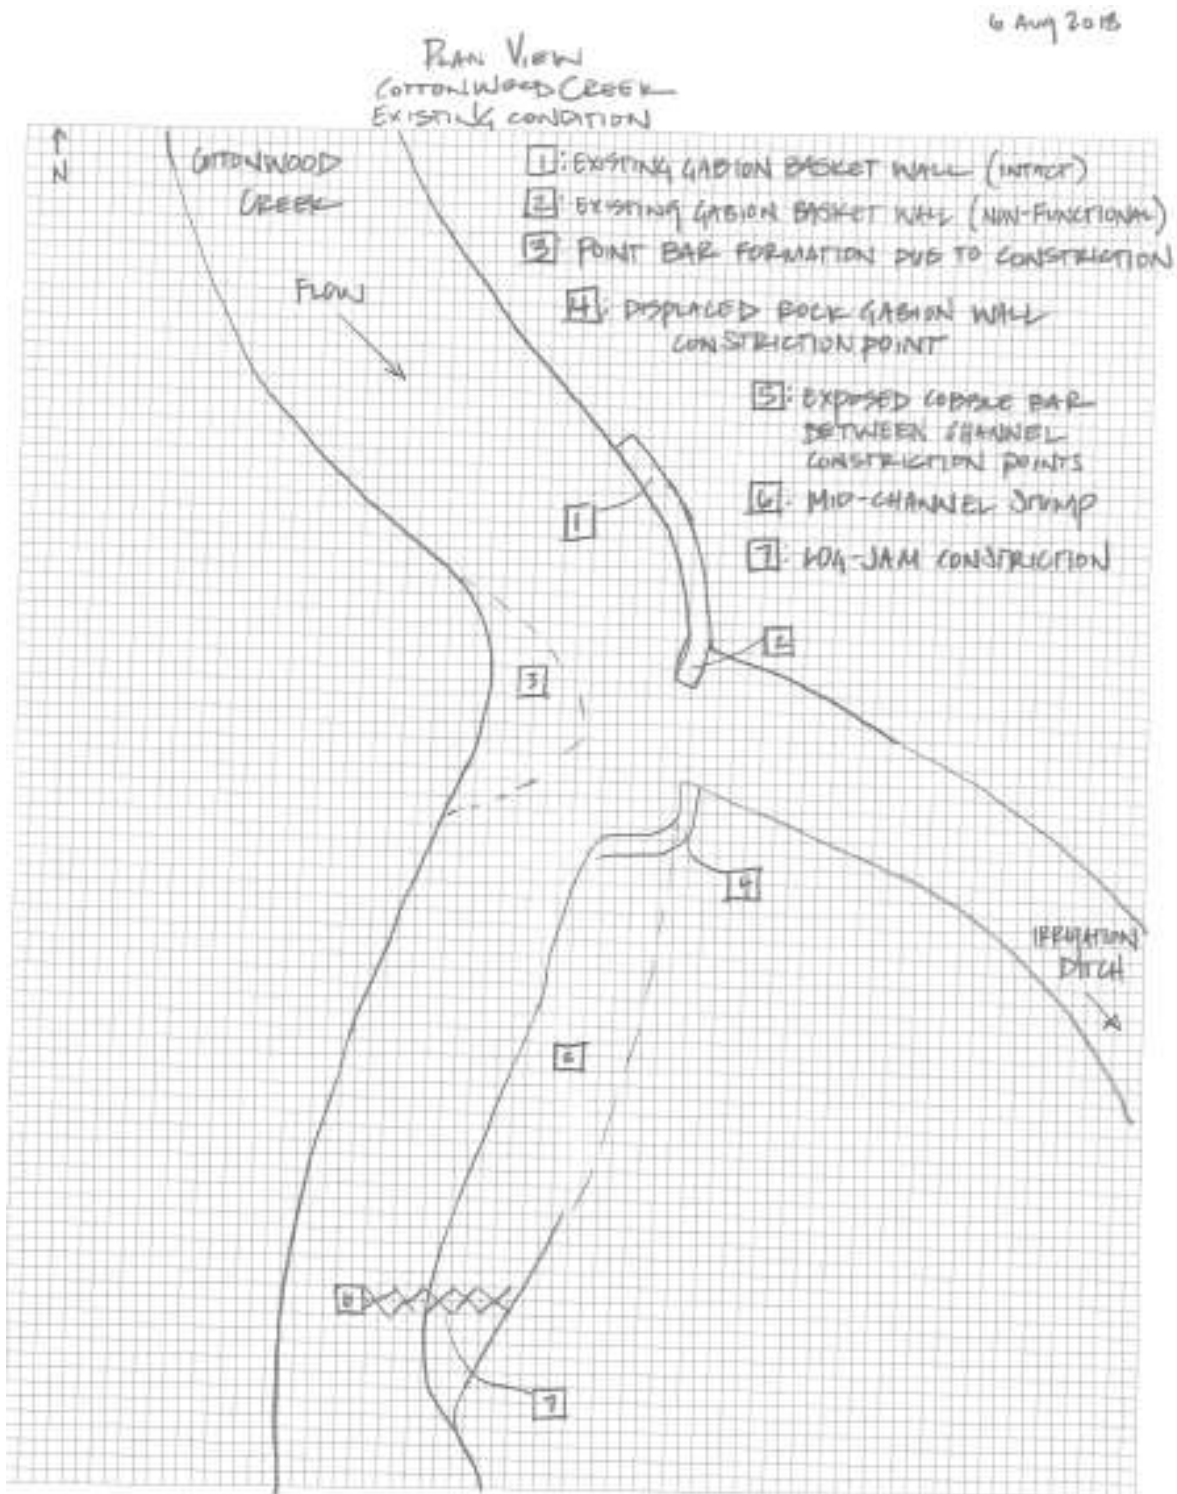 6 Aug 2018
PLAN VIEW
COTTONWOOD CREEK
EXISTING CONDITION
N
COTTONWOOD
CREEK
FLOW
1: EXISTING GABION BASKET WALL (INTACT)
2: EXISTING GABION BASKET WALL (NON-FUNCTIONAL)
3 POINT BAR FORMATION DUE TO CONSTRICTION
4: DISPLACED ROCK GABION WALL
CONSTRICTION POINT
5: EXPOSED COBBLE BAR
BETWEEN CHANNEL
CONSTRICTION POINTS
6: MID-CHANNEL STUMP
7: LOG-JAM CONSTRICTION
1
2
3
4
IRRIGATION
DITCH
5
6
7